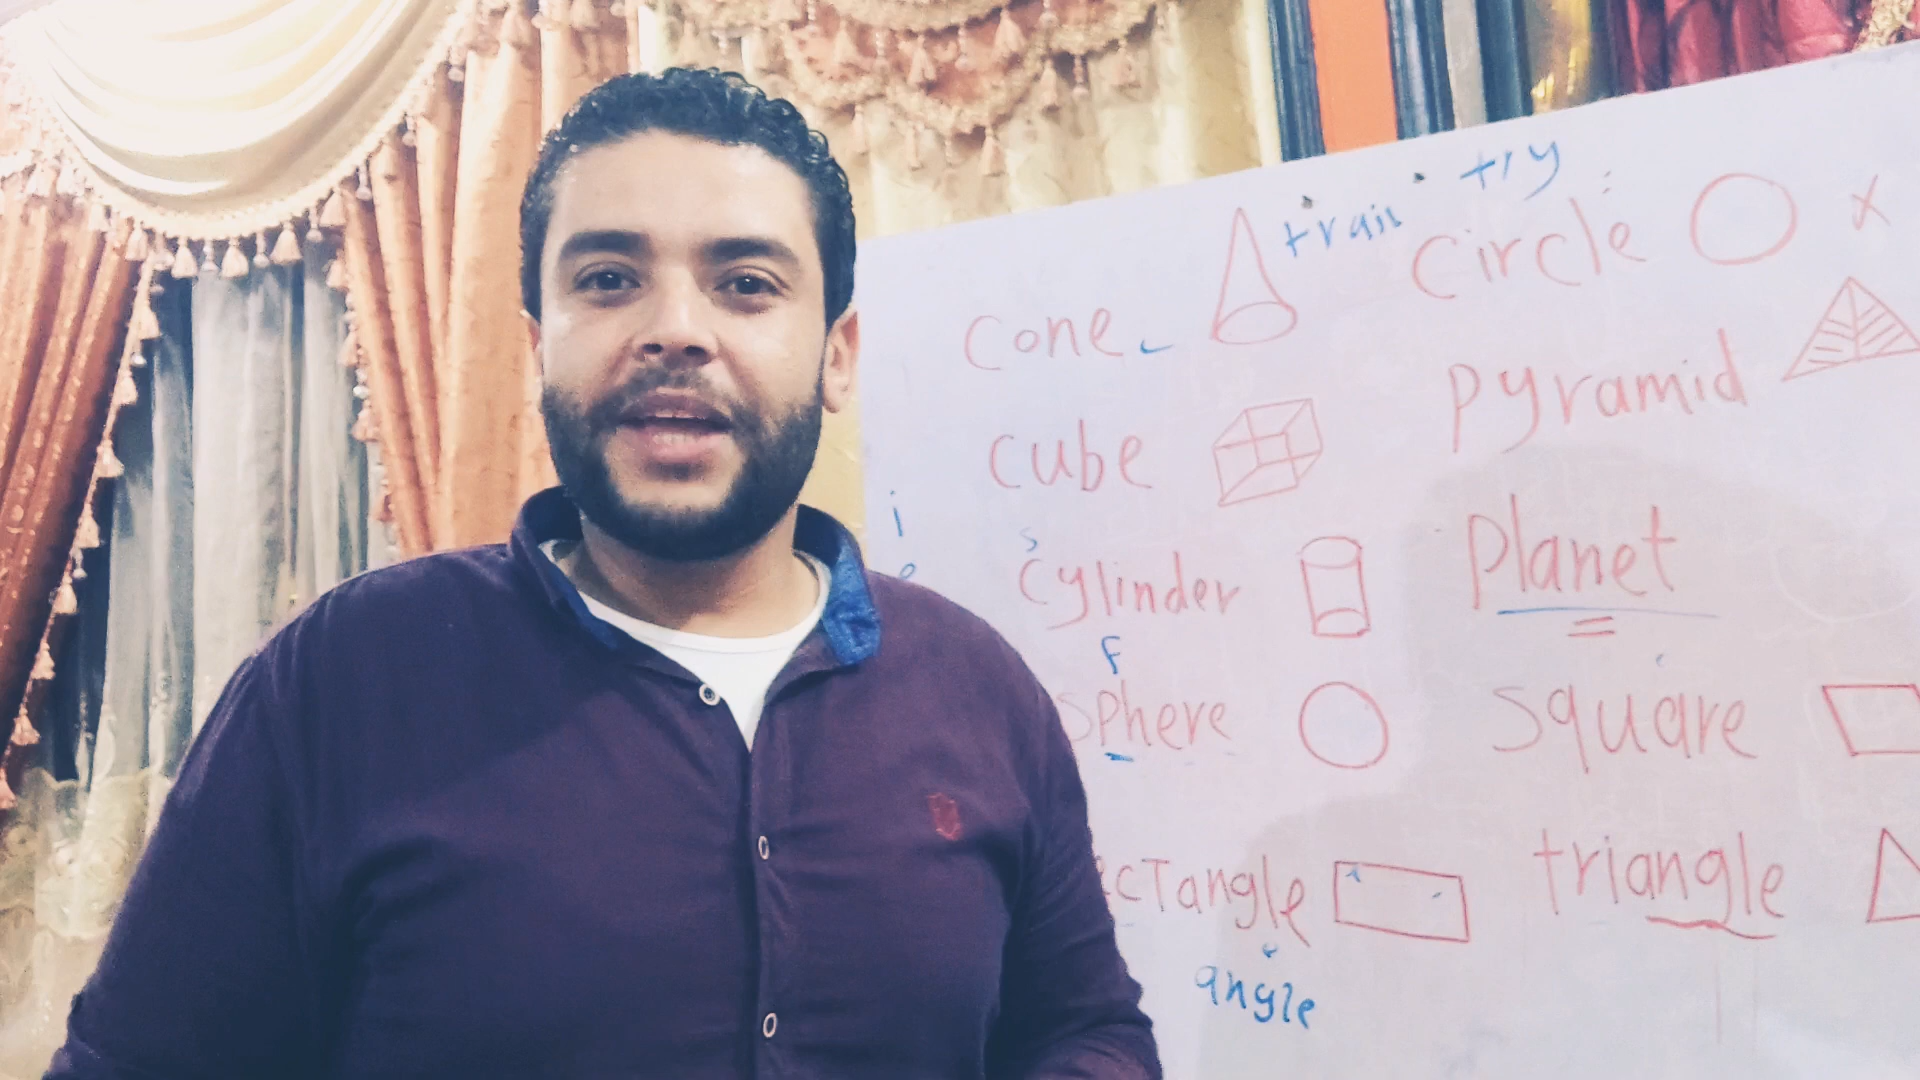 train
try
circle
x
cone
pyramid
cube
i
e
s
cylinder
planet
F
sphere
square
ecTangle
triangle
angle